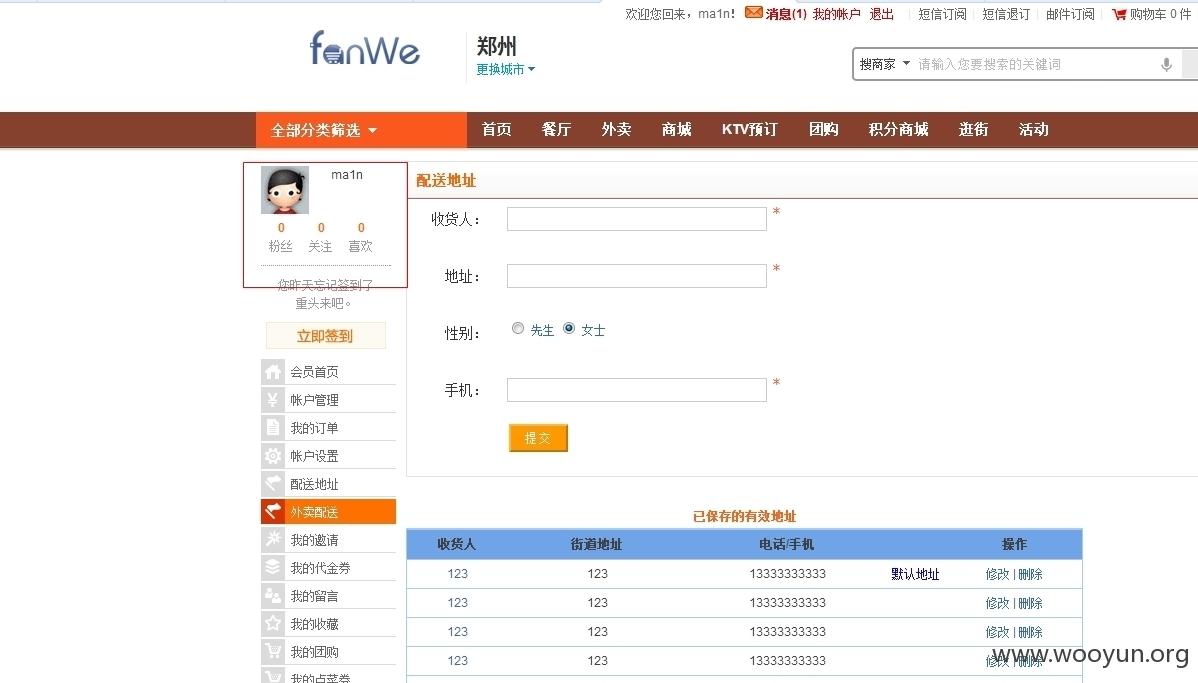 欢迎您回来，ma1n! 消息(1) 我的帐户 退出 短信订阅 短信退订 邮件订阅 购物车 0 件
fanWe
郑州
更换城市
搜商家 请输入您要搜索的关键词
全部分类筛选 首页 餐厅 外卖 商城 KTV预订 团购 积分商城 逛街 活动
ma1n
0 0 0
粉丝 关注 喜欢
您昨天忘记签到了
重头来吧。
立即签到
会员首页
帐户管理
我的订单
帐户设置
配送地址
外卖配送
我的邀请
我的代金券
我的留言
我的收藏
我的团购
我的点菜券
配送地址
收货人： *
地址： *
性别： 先生 女士
手机： *
提交
已保存的有效地址
收货人 街道地址 电话/手机 操作
123 123 13333333333 默认地址 修改 | 删除
123 123 13333333333 修改 | 删除
123 123 13333333333 修改 | 删除
123 123 13333333333 修改 | 删除
www.wooyun.org